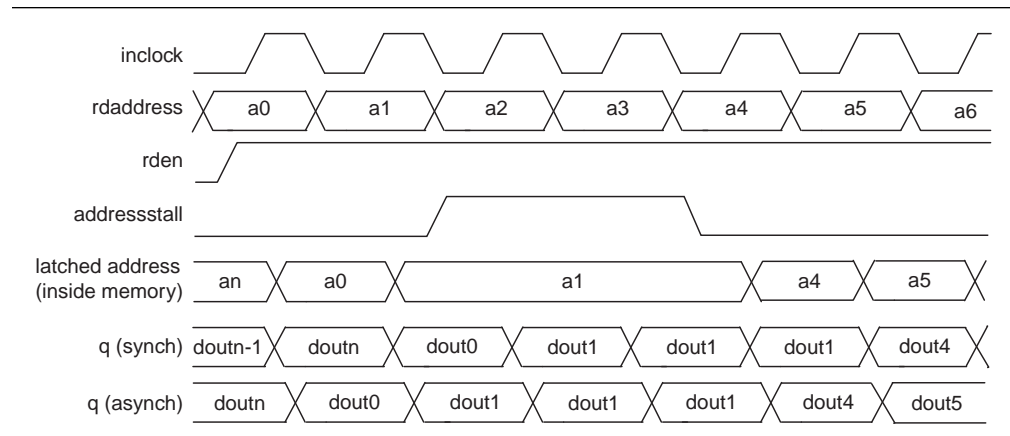 inclock
rdaddress a0 a1 a2 a3 a4 a5 a6
rden
addressstall
latched address
(inside memory) an a0 a1 a4 a5
q (synch) doutn-1 doutn dout0 dout1 dout1 dout1 dout4
q (asynch) doutn dout0 dout1 dout1 dout1 dout4 dout5